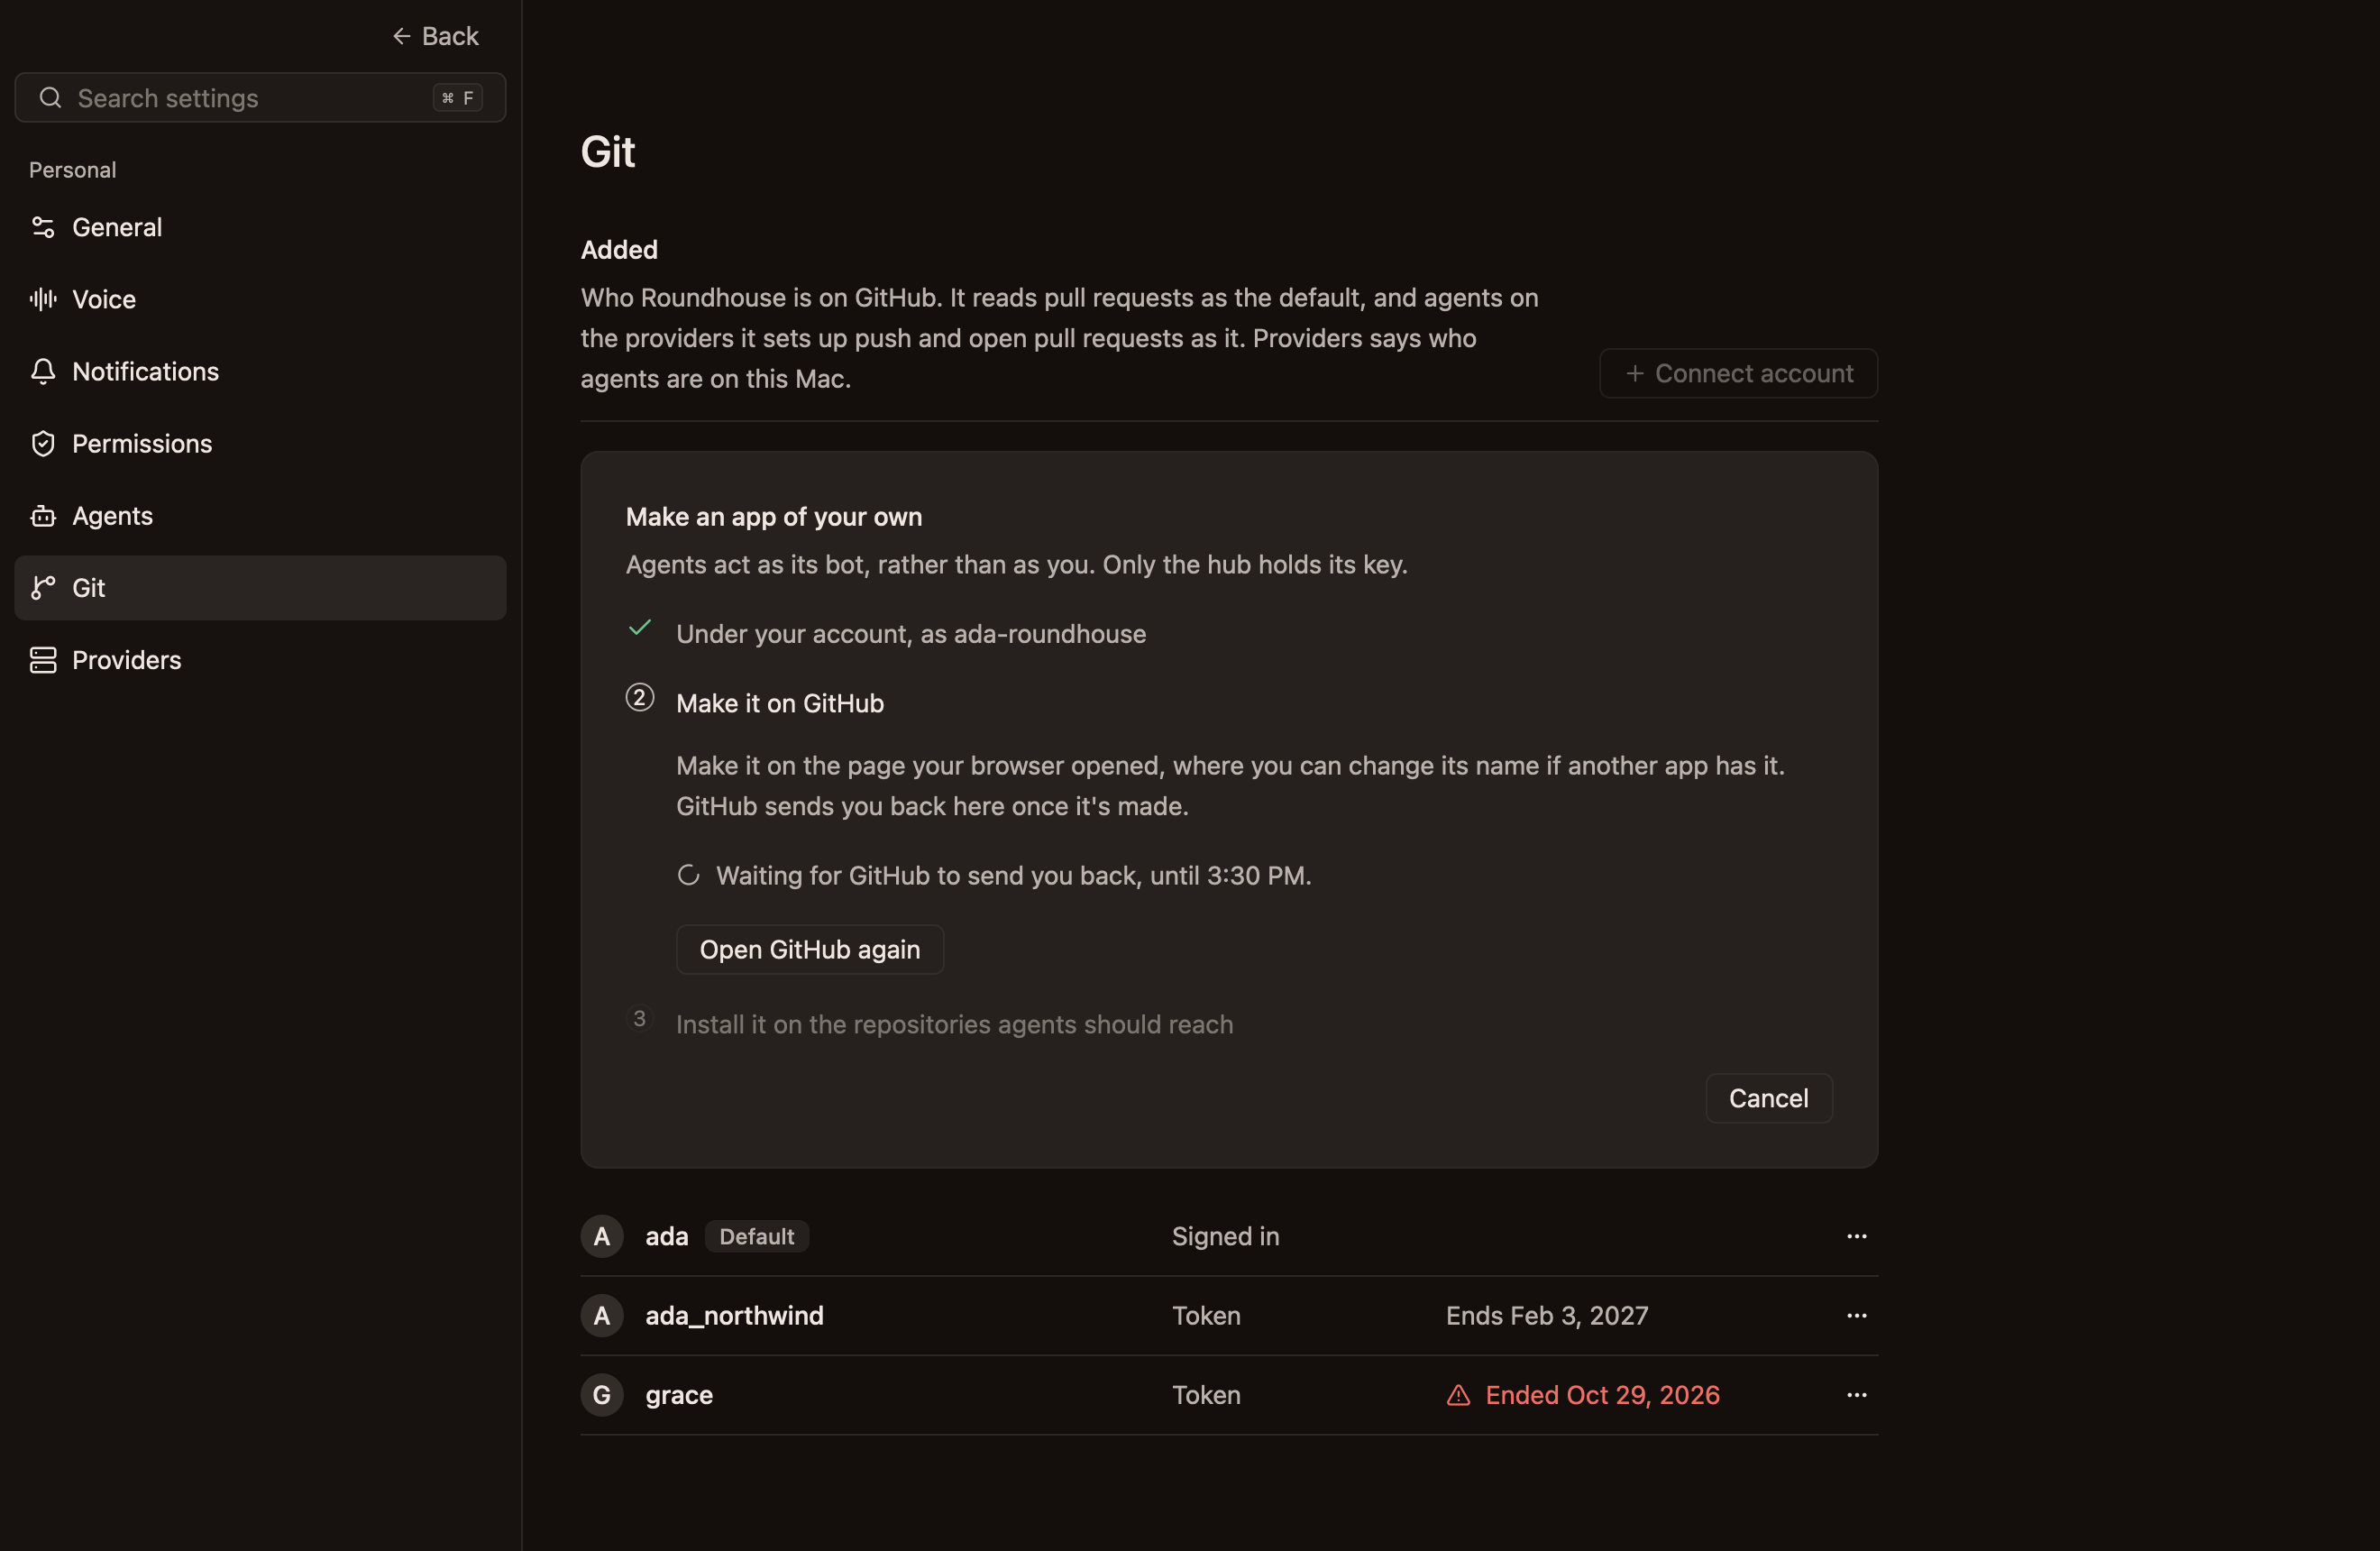 Back
Search settings
⌘ F
Personal
General
Voice
Notifications
Permissions
Agents
Git
Providers
Git
Added
Who Roundhouse is on GitHub. It reads pull requests as the default, and agents on
the providers it sets up push and open pull requests as it. Providers says who
agents are on this Mac.
+ Connect account
Make an app of your own
Agents act as its bot, rather than as you. Only the hub holds its key.
Under your account, as ada-roundhouse
2 Make it on GitHub
Make it on the page your browser opened, where you can change its name if another app has it.
GitHub sends you back here once it's made.
Waiting for GitHub to send you back, until 3:30 PM.
Open GitHub again
3 Install it on the repositories agents should reach
Cancel
A ada Default Signed in
A ada_northwind Token Ends Feb 3, 2027
G grace Token Ended Oct 29, 2026